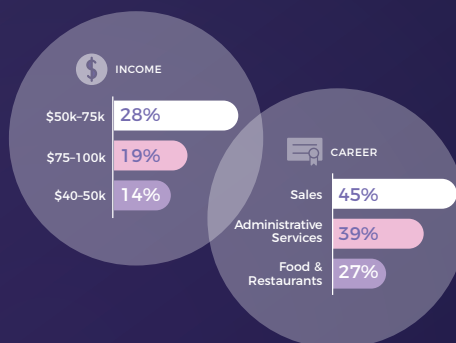 $
INCOME
$50k–75k 28%
$75–100k 19%
$40–50k 14%
CAREER
Sales 45%
Administrative
Services 39%
Food &
Restaurants 27%